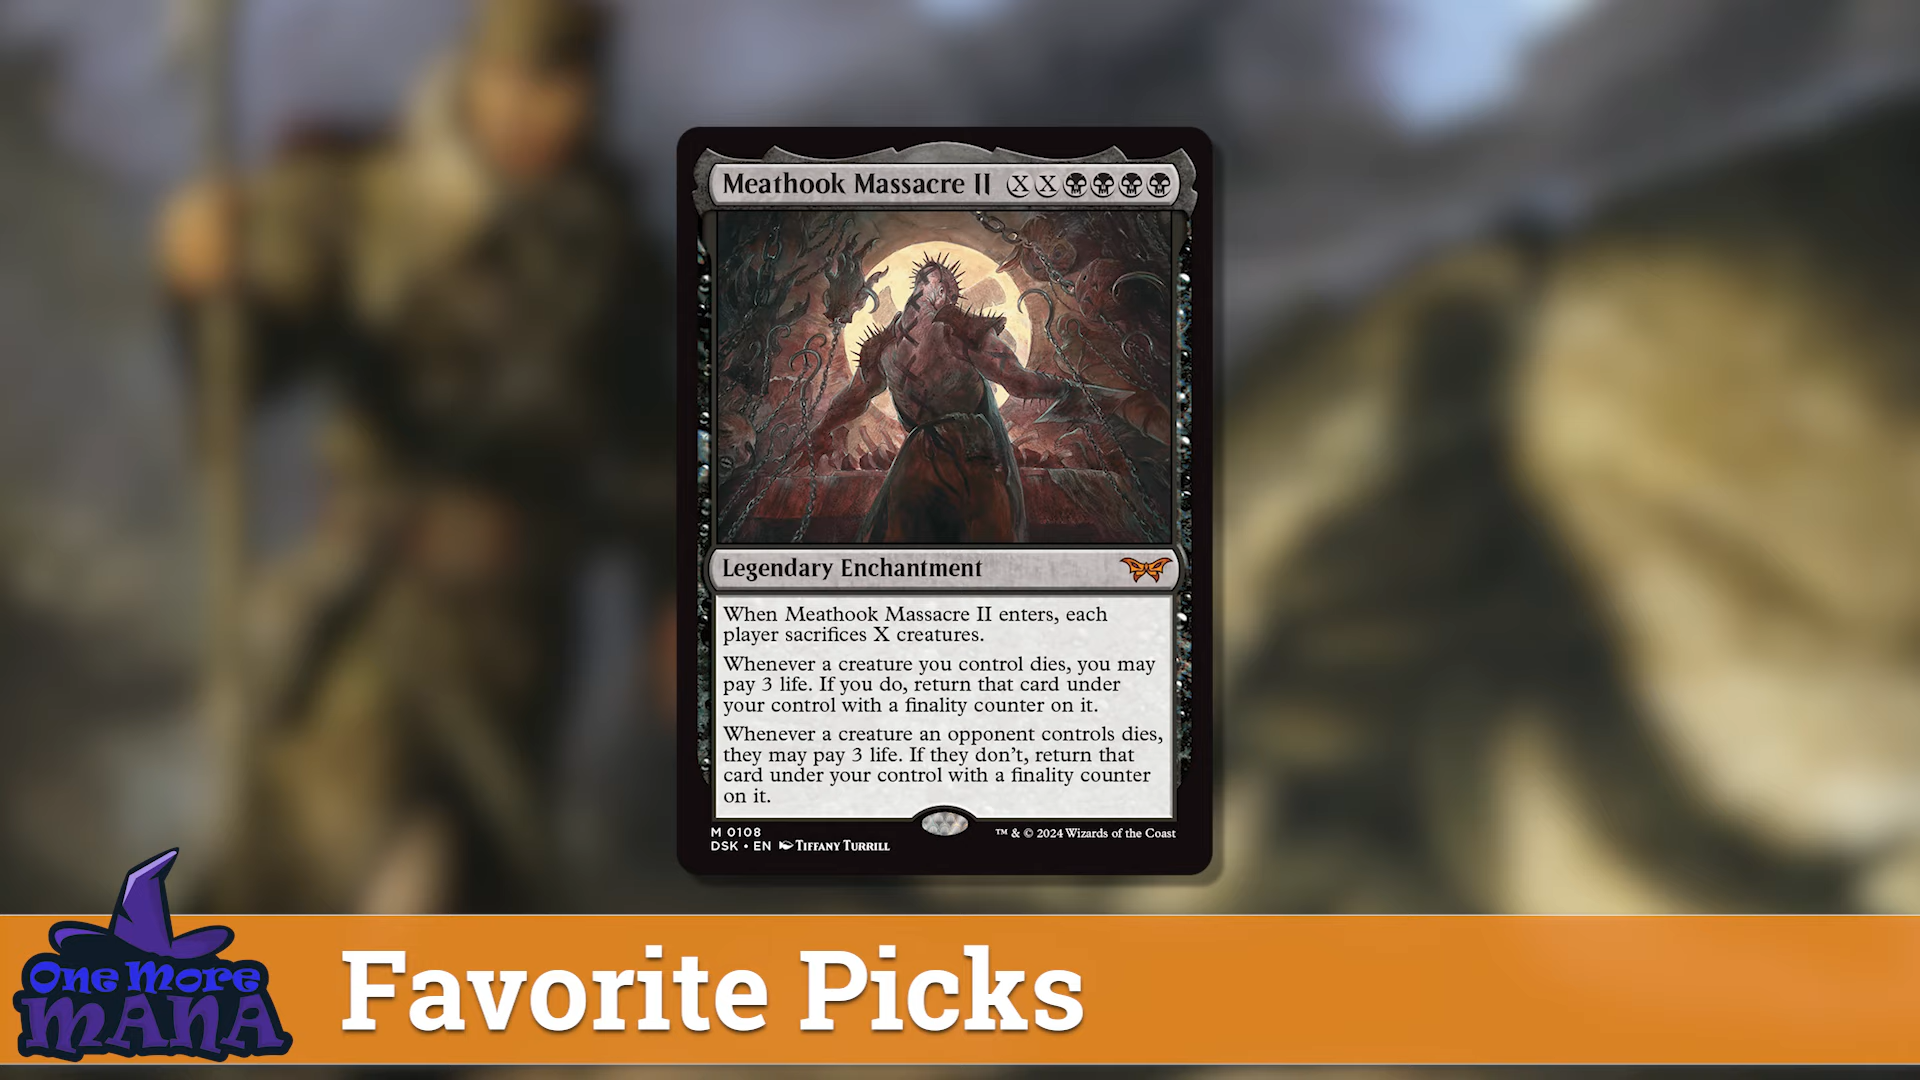 Meathook Massacre II X X
Legendary Enchantment
When Meathook Massacre II enters, each
player sacrifices X creatures.
Whenever a creature you control dies, you may
pay 3 life. If you do, return that card under
your control with a finality counter on it.
Whenever a creature an opponent controls dies,
they may pay 3 life. If they don't, return that
card under your control with a finality counter
on it.
M 0108
DSK • EN TIFFANY TURRILL
™ & © 2024 Wizards of the Coast
One More
MANA
Favorite Picks